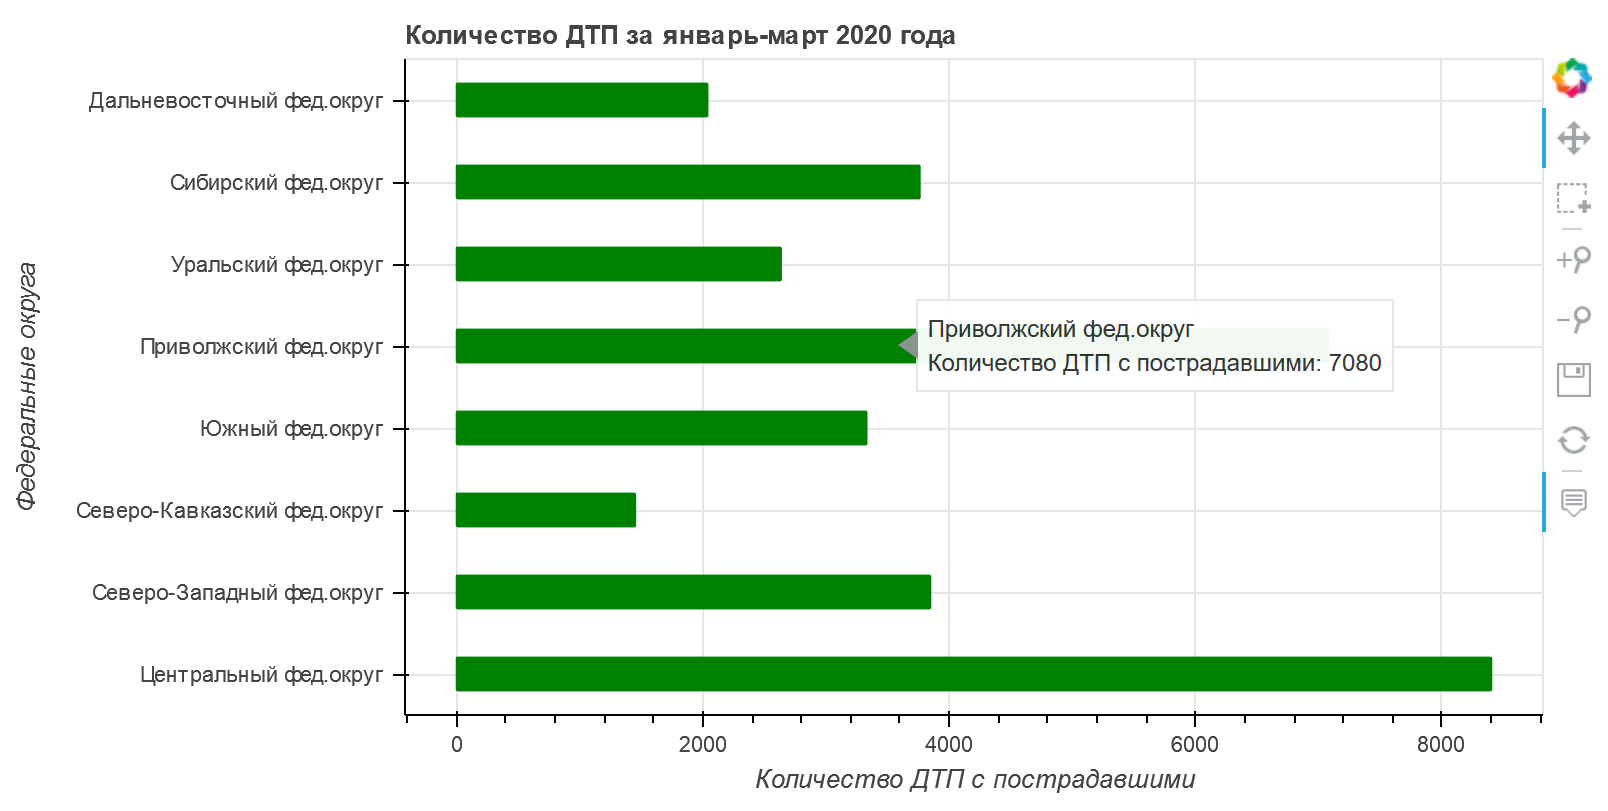 Количество ДТП за январь-март 2020 года
Дальневосточный фед.округ
Сибирский фед.округ
Уральский фед.округ
Приволжский фед.округ
Южный фед.округ
Северо-Кавказский фед.округ
Северо-Западный фед.округ
Центральный фед.округ
Федеральные округа
Приволжский фед.округ
Количество ДТП с пострадавшими: 7080
0 2000 4000 6000 8000
Количество ДТП с пострадавшими